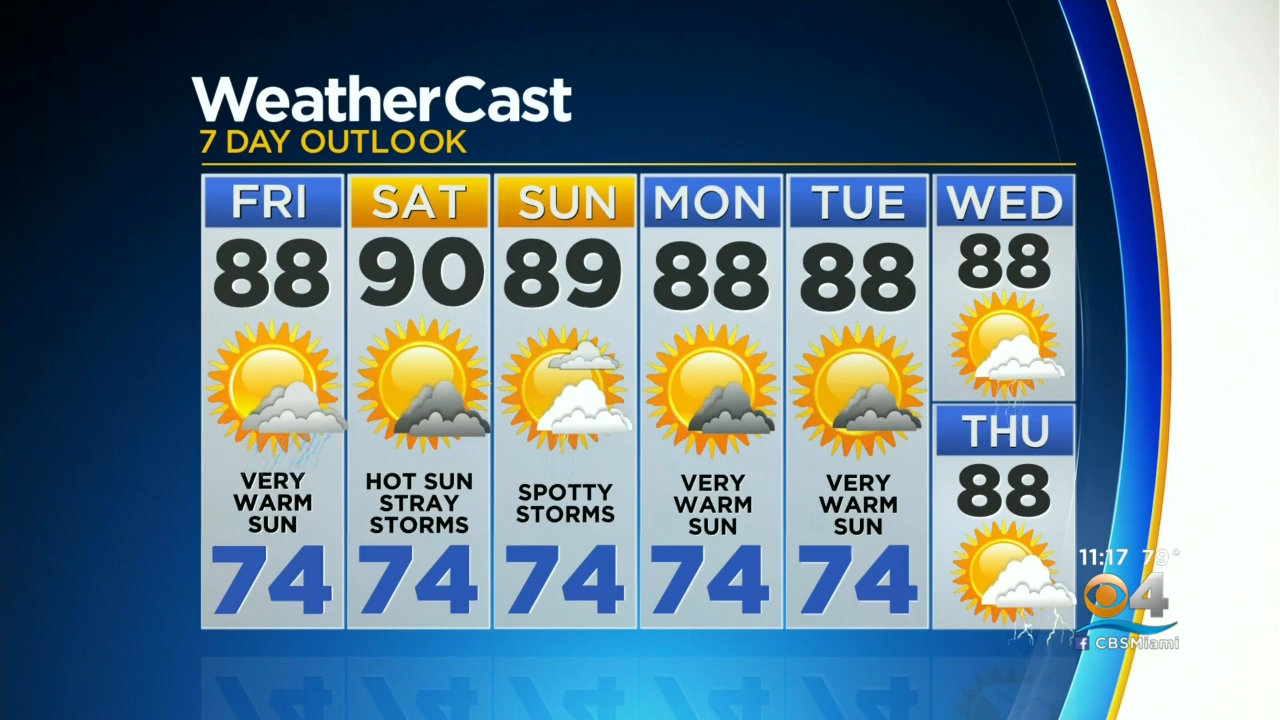 WeatherCast
7 DAY OUTLOOK
FRI
88
VERY
WARM
SUN
74
SAT
90
HOT SUN
STRAY
STORMS
74
SUN
89
SPOTTY
STORMS
74
MON
88
VERY
WARM
SUN
74
TUE
88
VERY
WARM
SUN
74
WED
88
THU
88
11:17 79°
4
f CBSMiami